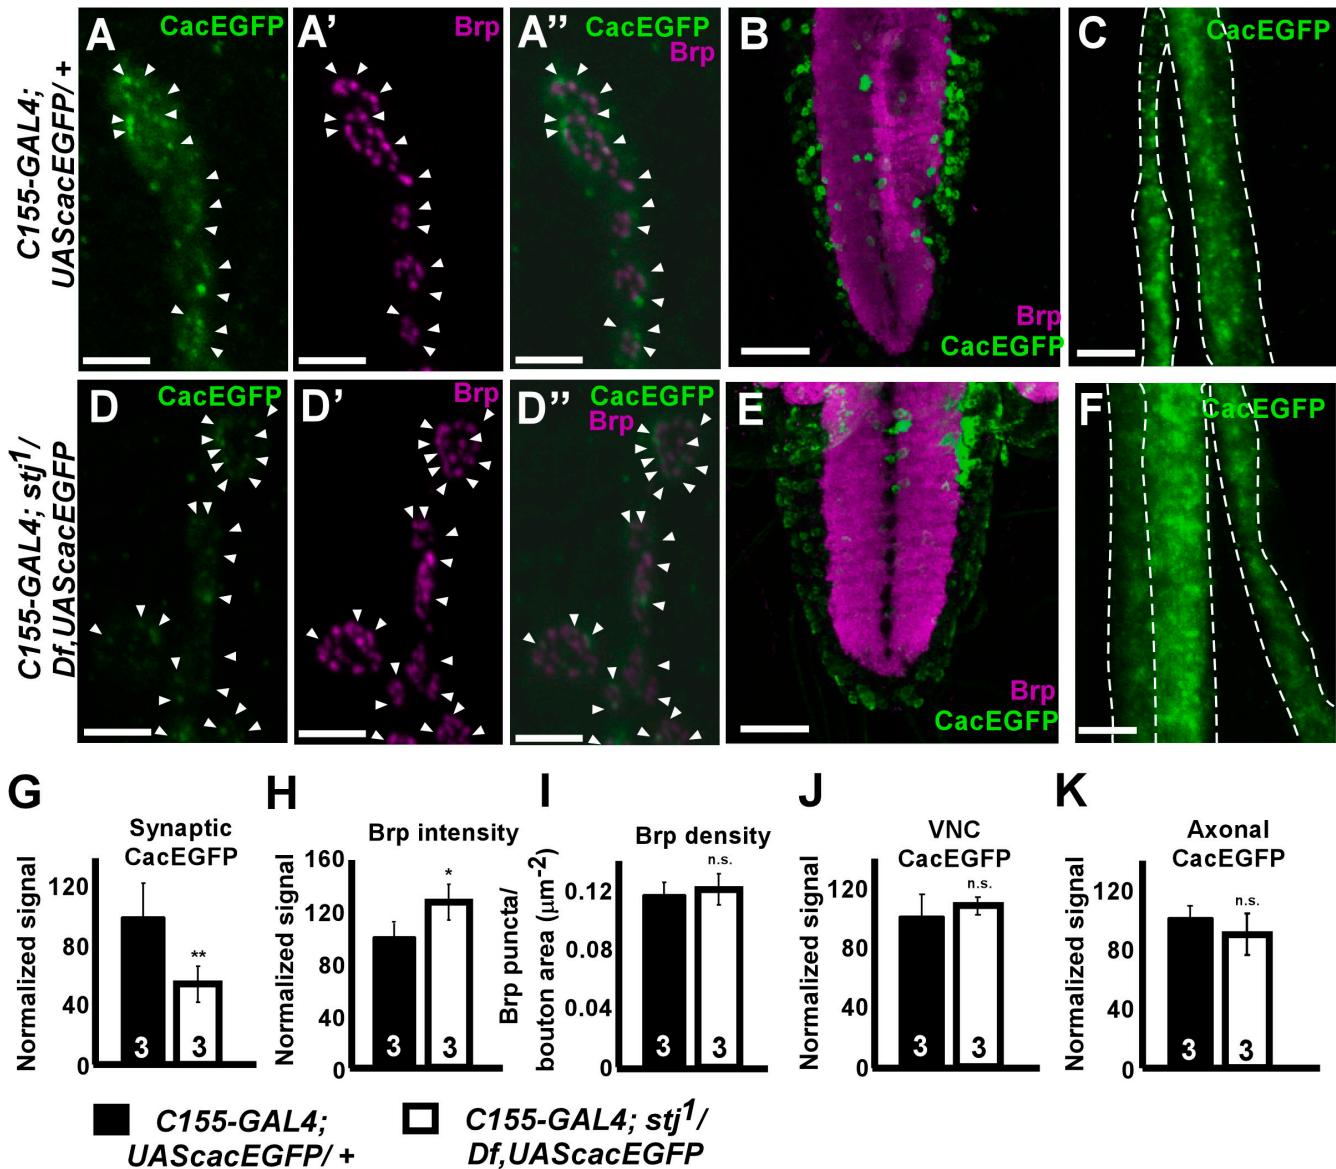 C155-GAL4;
UAScacEGFP/ +
A
CacEGFP
A’
Brp
A’’
CacEGFP
Brp
B
Brp
CacEGFP
C
CacEGFP
C155-GAL4; stj1/
Df,UAScacEGFP
D
CacEGFP
D’
Brp
D’’
CacEGFP
Brp
E
Brp
CacEGFP
F
CacEGFP
G
Synaptic
CacEGFP
Normalized signal
120
80
40
0
**
3
3
H
Brp intensity
Normalized signal
160
120
80
40
0
*
3
3
I
Brp density
Brp puncta/
bouton area (μm-2)
0.12
0.08
0.04
0
n.s.
3
3
J
VNC
CacEGFP
Normalized signal
120
80
40
0
n.s.
3
3
K
Axonal
CacEGFP
Normalized signal
120
80
40
0
n.s.
3
3
C155-GAL4;
UAScacEGFP/ +
C155-GAL4; stj1/
Df,UAScacEGFP